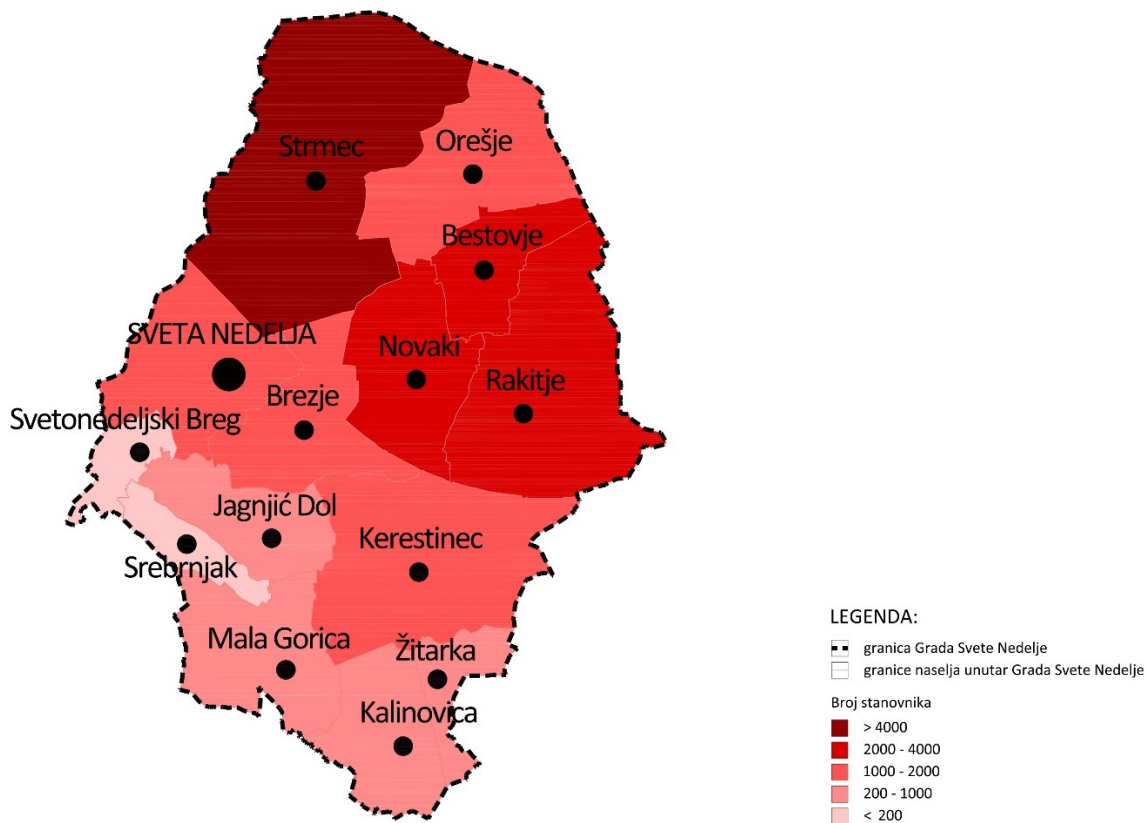 Strmec
Orešje
Bestovje
SVETA NEDELJA
Novaki
Brezje
Rakitje
Svetonedeljski Breg
Jagnjić Dol
Kerestinec
Srebrnjak
Mala Gorica
Žitarka
Kalinovica
LEGENDA:
granica Grada Svete Nedelje
granice naselja unutar Grada Svete Nedelje
Broj stanovnika
> 4000
2000 - 4000
1000 - 2000
200 - 1000
< 200